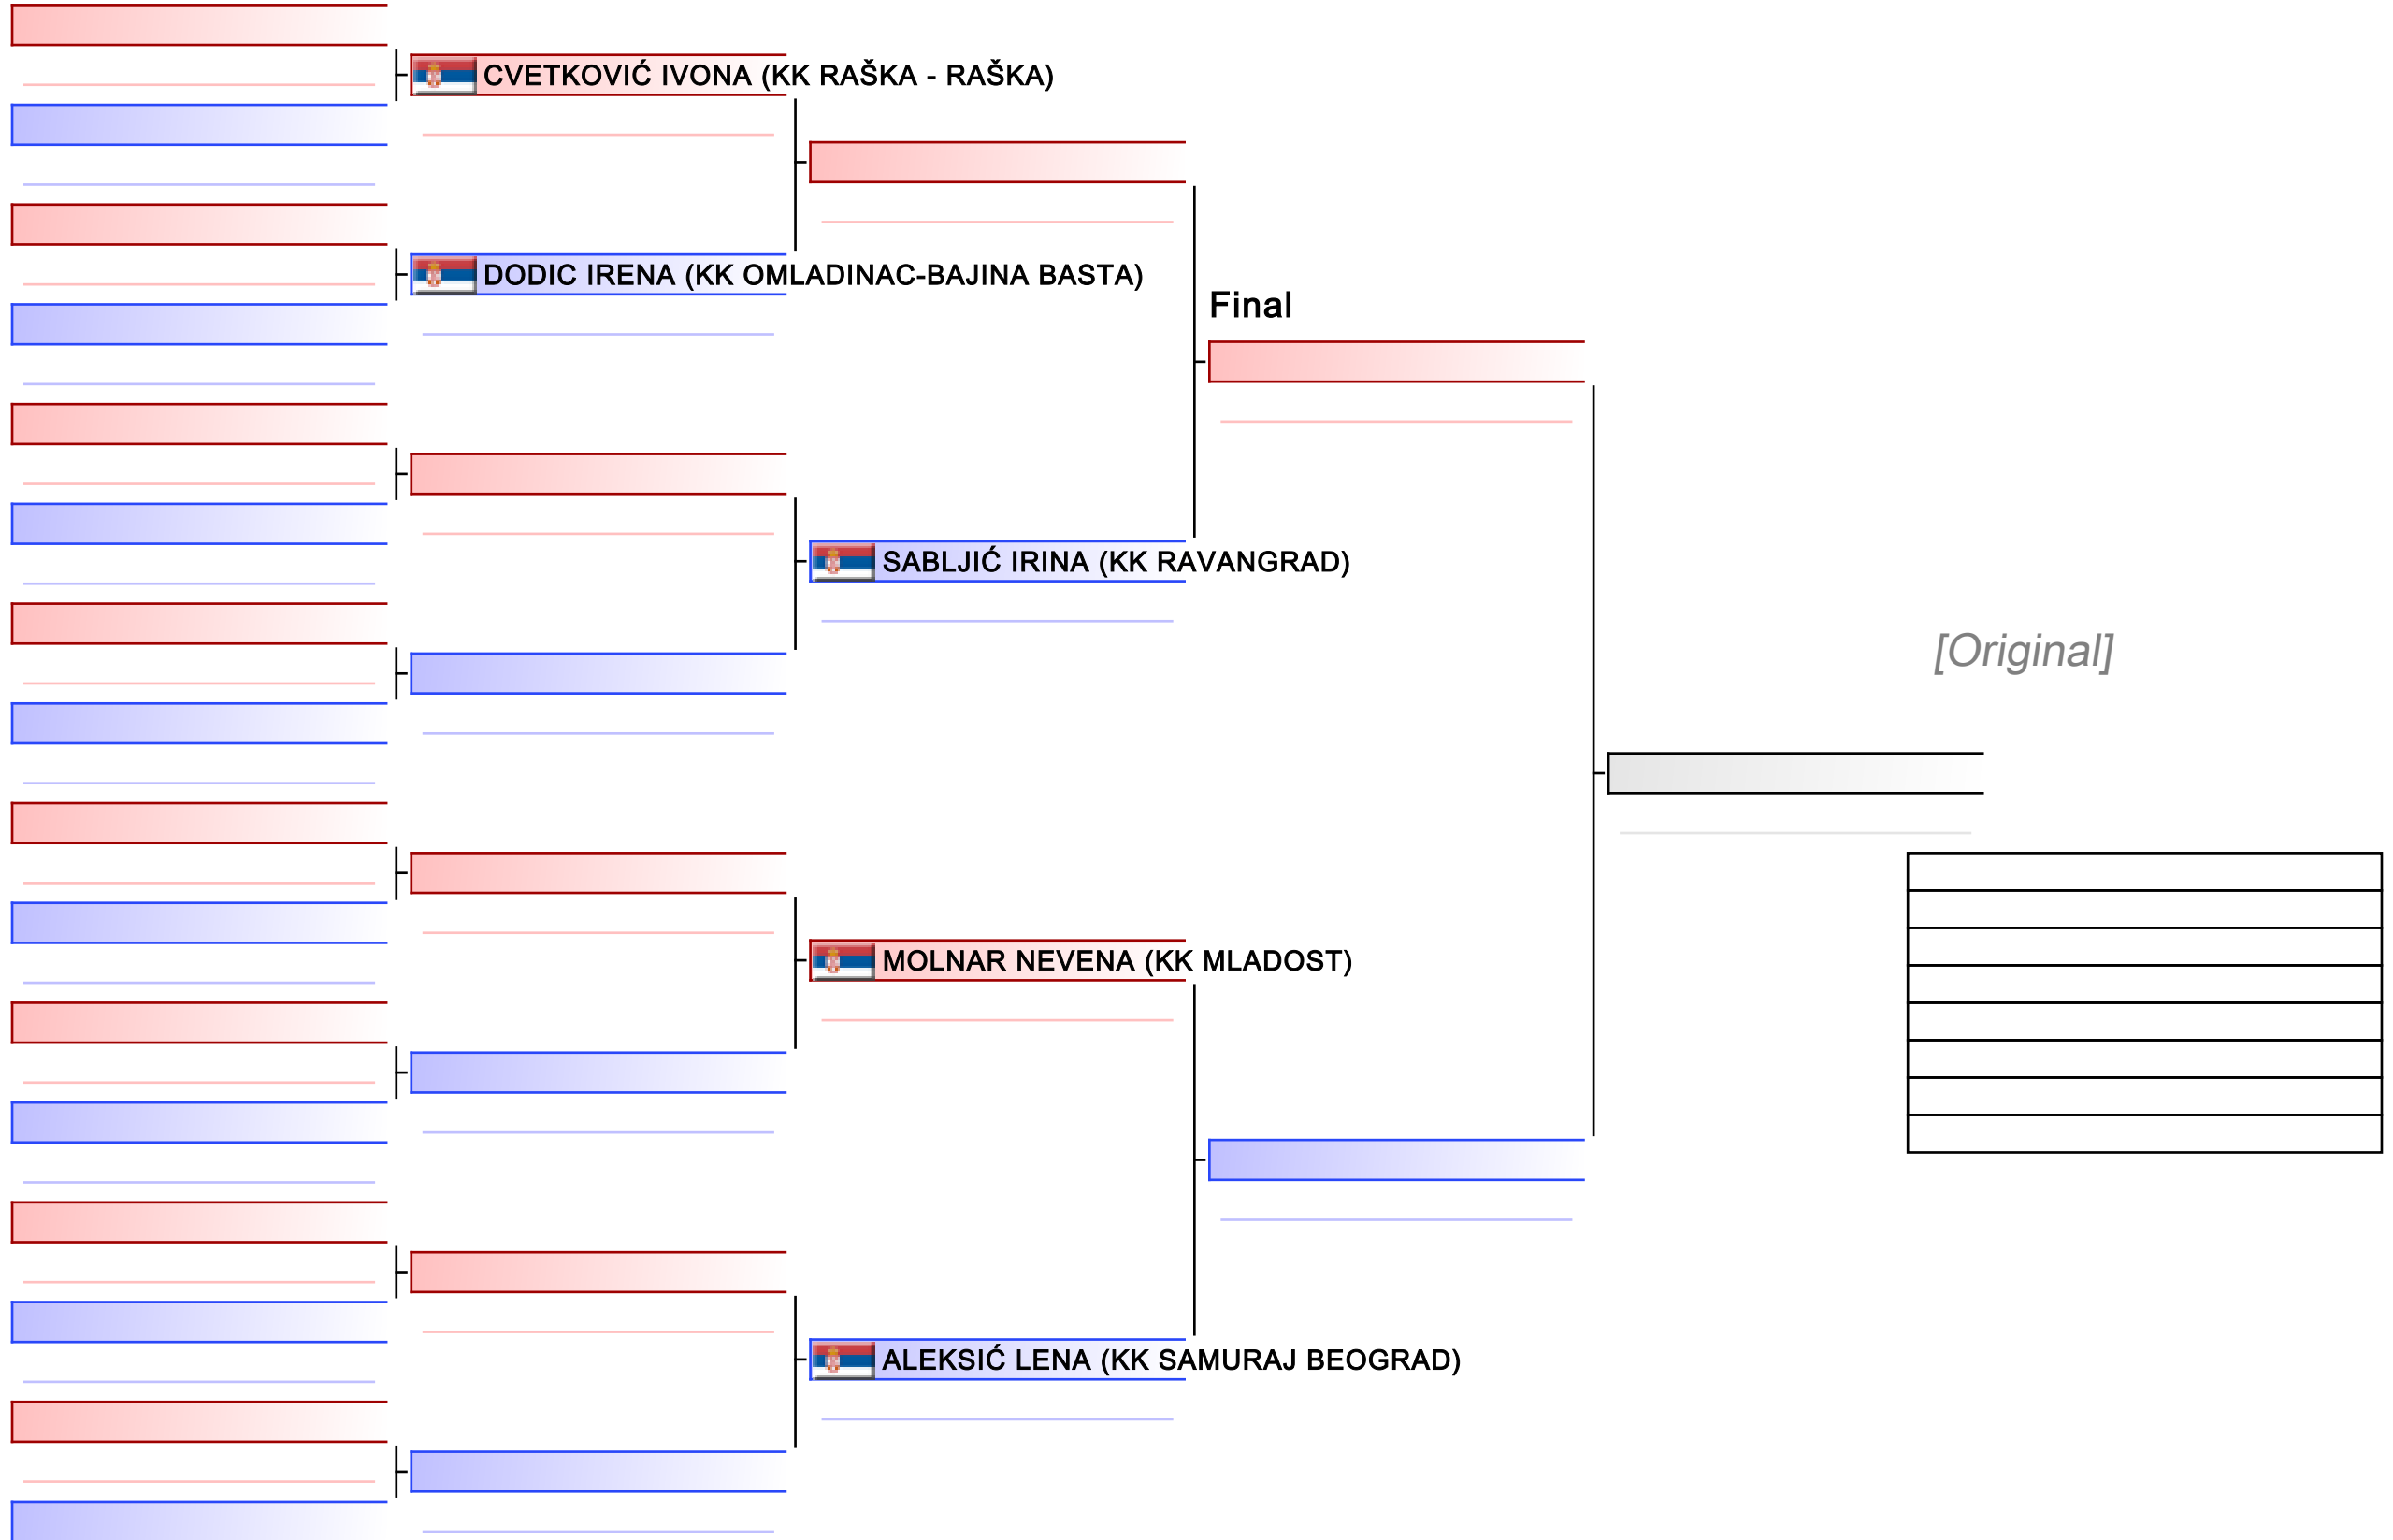 CVETKOVIĆ IVONA (KK RAŠKA - RAŠKA)
DODIC IRENA (KK OMLADINAC-BAJINA BASTA)
Final
SABLJIĆ IRINA (KK RAVANGRAD)
[Original]
MOLNAR NEVENA (KK MLADOST)
ALEKSIĆ LENA (KK SAMURAJ BEOGRAD)